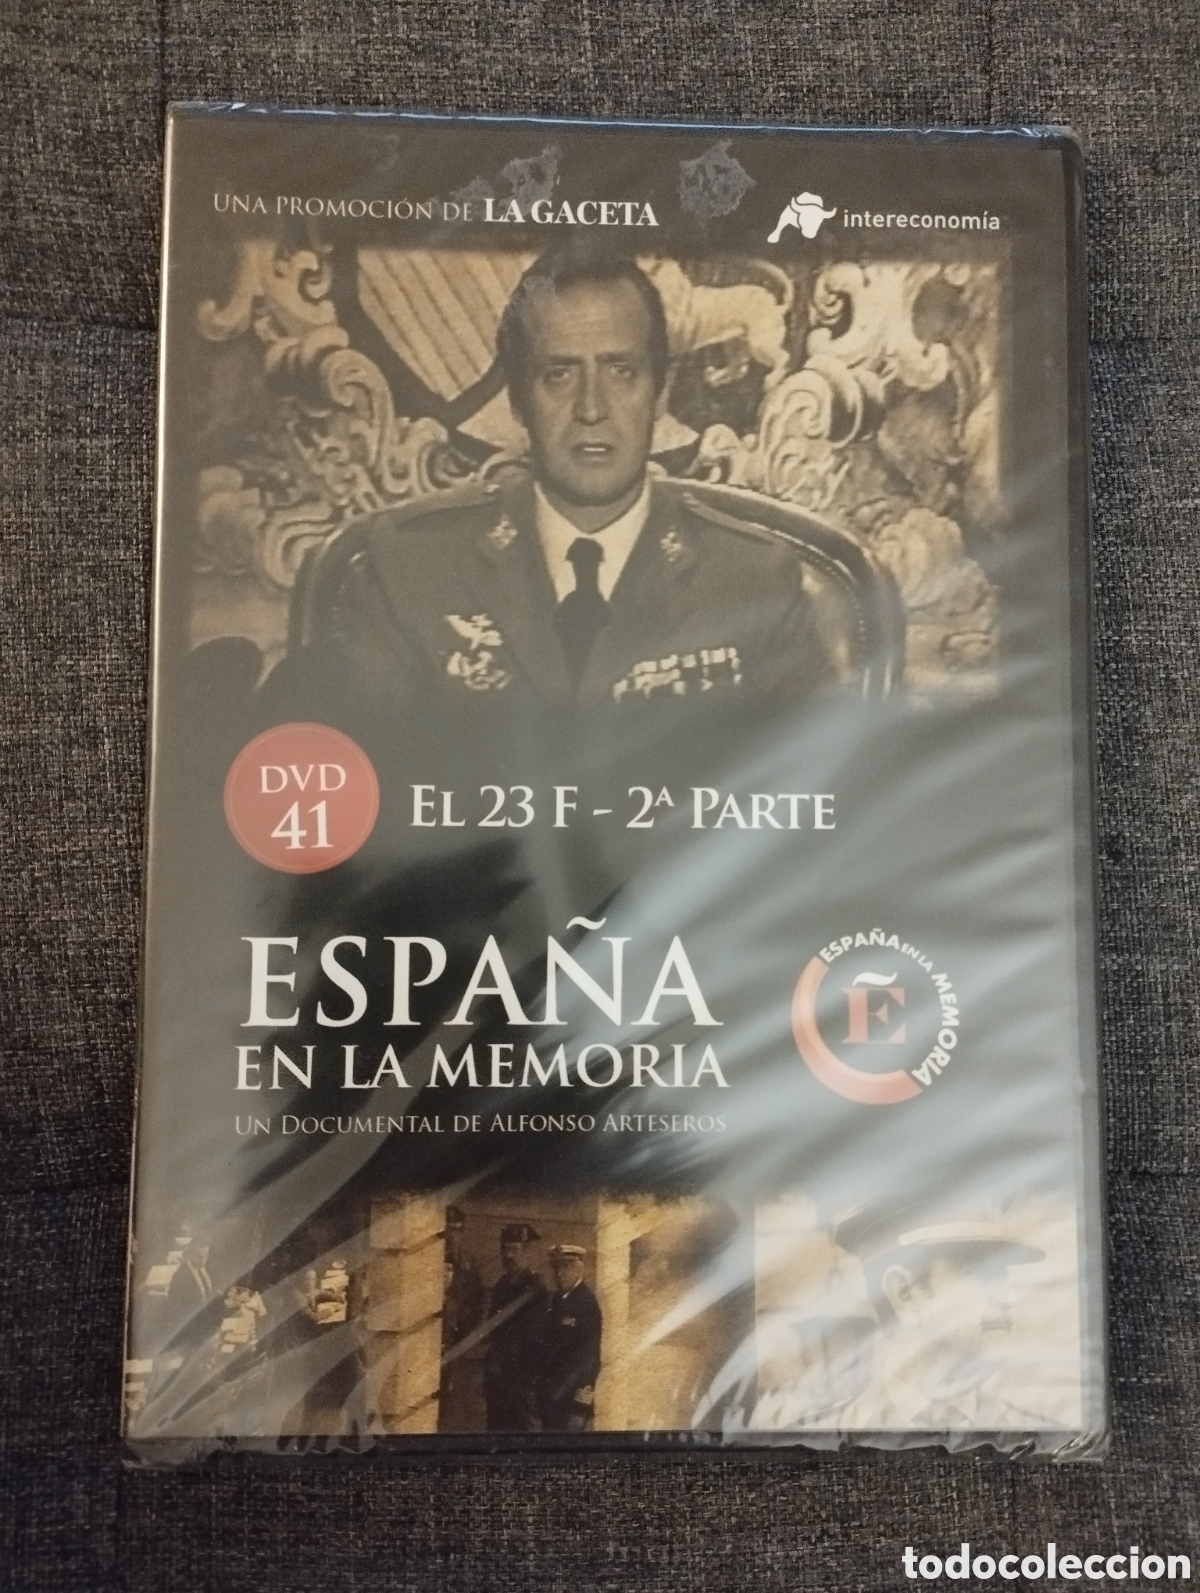 UNA PROMOCIÓN DE LA GACETA
intereconomía
DVD
41
EL 23 F - 2ª PARTE
ESPAÑA
EN LA MEMORIA
UN DOCUMENTAL DE ALFONSO ARTESEROS
ESPAÑA EN LA MEMORIA
E
todocoleccion